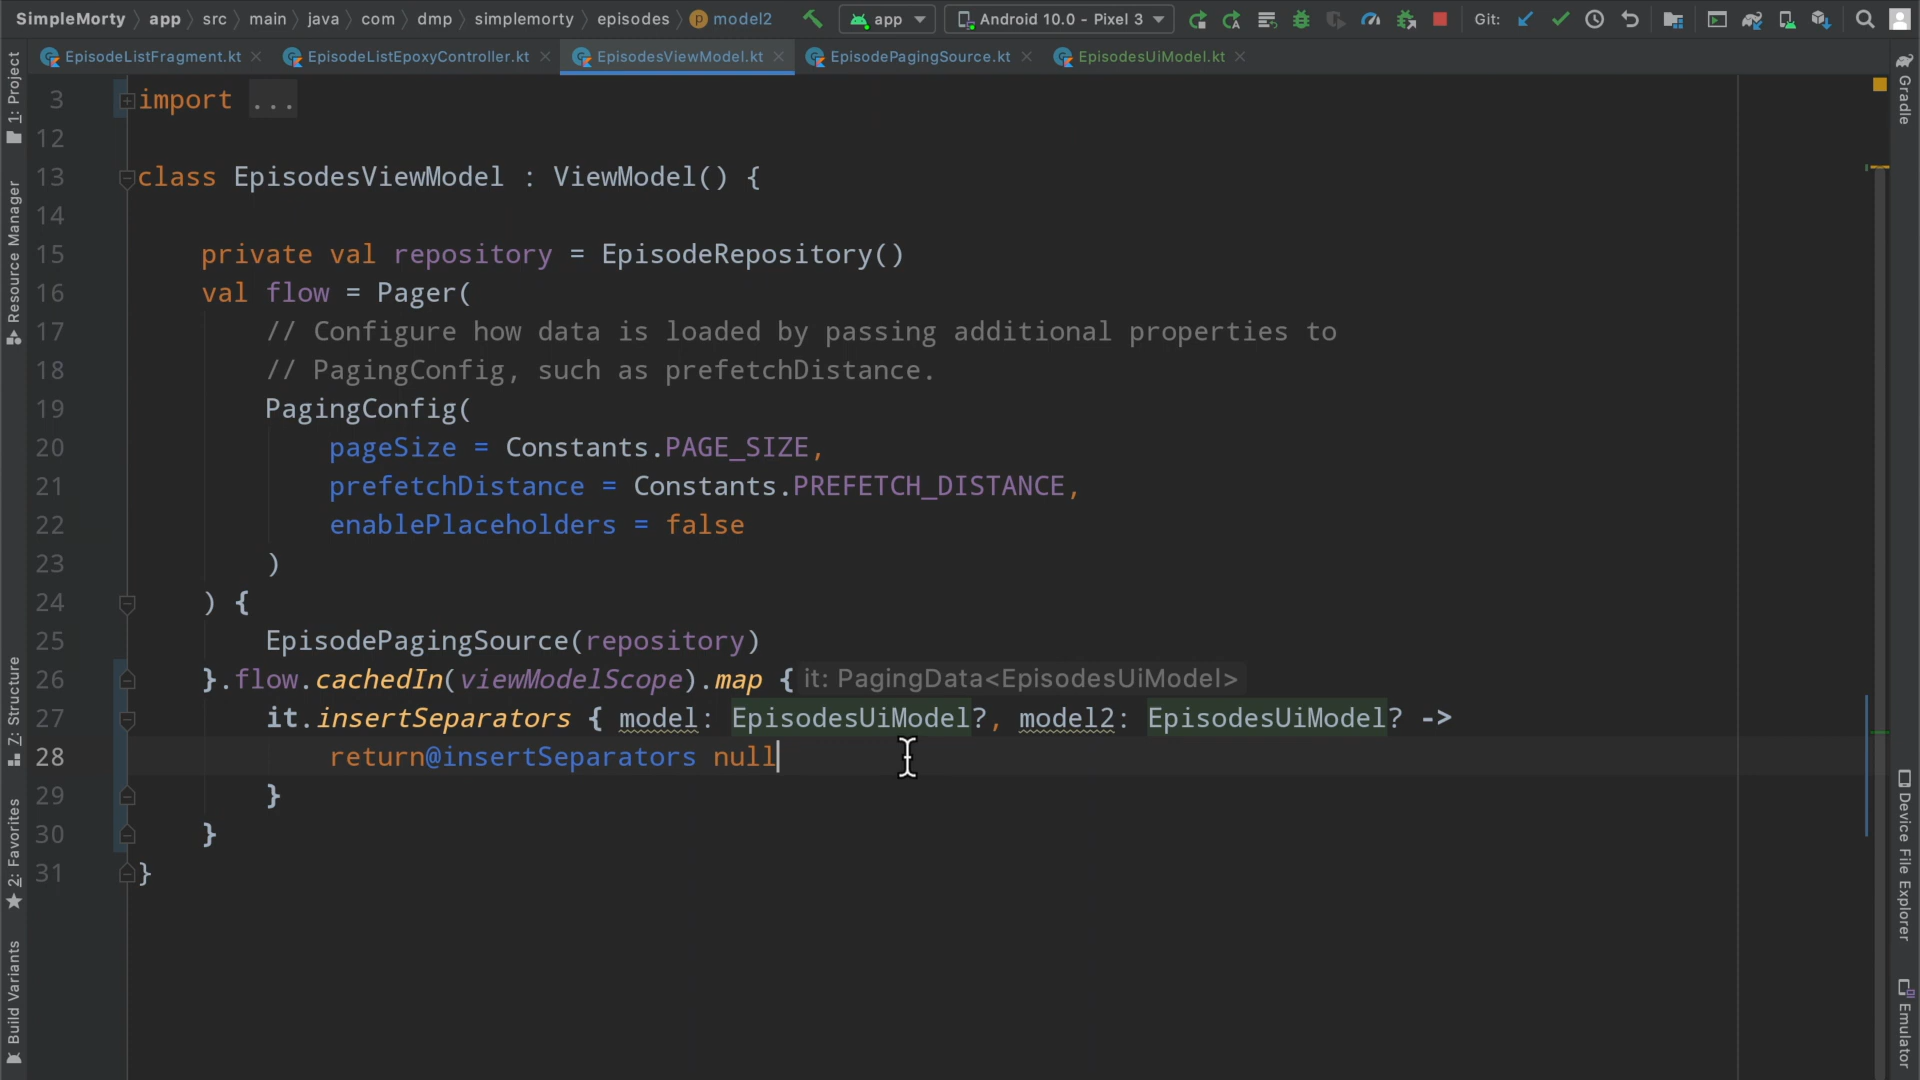 SimpleMorty app src main java com dmp simplemorty episodes model2 app Android 10.0 - Pixel 3 Git:
EpisodeListFragment.kt EpisodeListEpoxyController.kt EpisodesViewModel.kt EpisodePagingSource.kt EpisodesUiModel.kt
1: Project
Resource Manager
Z: Structure
2: Favorites
Build Variants
3 import ...
12
13 class EpisodesViewModel : ViewModel() {
14
15 private val repository = EpisodeRepository()
16 val flow = Pager(
17 // Configure how data is loaded by passing additional properties to
18 // PagingConfig, such as prefetchDistance.
19 PagingConfig(
20 pageSize = Constants.PAGE_SIZE,
21 prefetchDistance = Constants.PREFETCH_DISTANCE,
22 enablePlaceholders = false
23 )
24 ) {
25 EpisodePagingSource(repository)
26 }.flow.cachedIn(viewModelScope).map { it: PagingData<EpisodesUiModel>
27 it.insertSeparators { model: EpisodesUiModel?, model2: EpisodesUiModel? ->
28 return@insertSeparators null
29 }
30 }
31 }
Gradle
Device File Explorer
Emulator